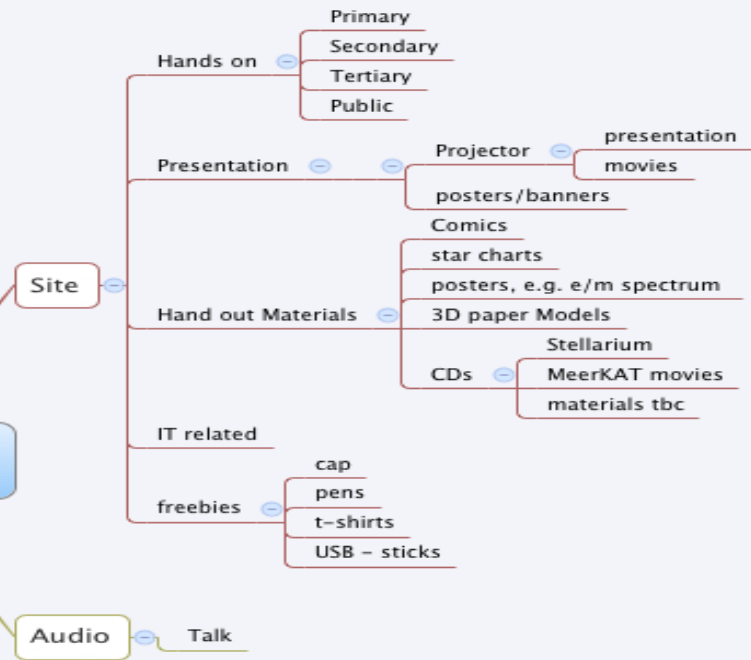 Primary
Hands on
Secondary
Tertiary
Public
presentation
Projector
Presentation
movies
posters/banners
Comics
star charts
Site
posters, e.g. e/m spectrum
Hand out Materials
3D paper Models
Stellarium
CDs
MeerKAT movies
materials tbc
IT related
cap
pens
freebies
t-shirts
USB - sticks
Audio
Talk